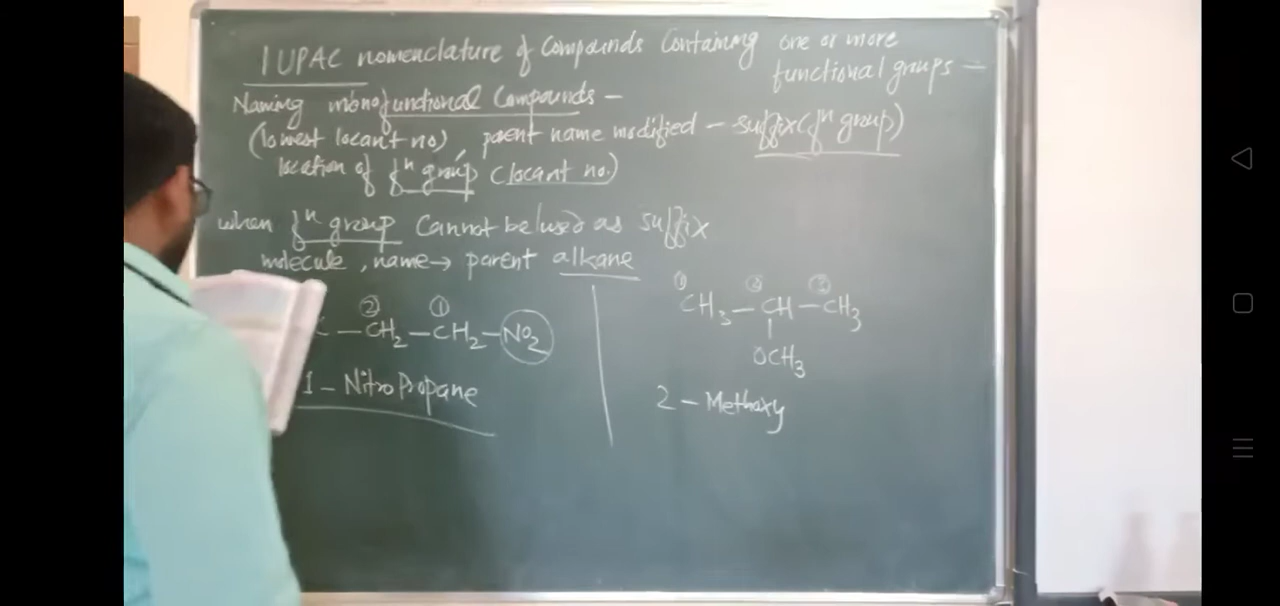 IUPAC nomenclature of Compounds Containing one or more
functional groups —
Naming monofunctional Compounds —
(lowest locant no), parent name modified — suffix (fⁿ group)
location of fⁿ group (locant no.)
when fⁿ group Cannot be used as suffix
molecule, name → parent alkane
② ①
C — CH₂ — CH₂ — NO₂
1 - NitroPropane
① ② ③
CH₃ — CH — CH₃
|
OCH₃
2 - Methoxy